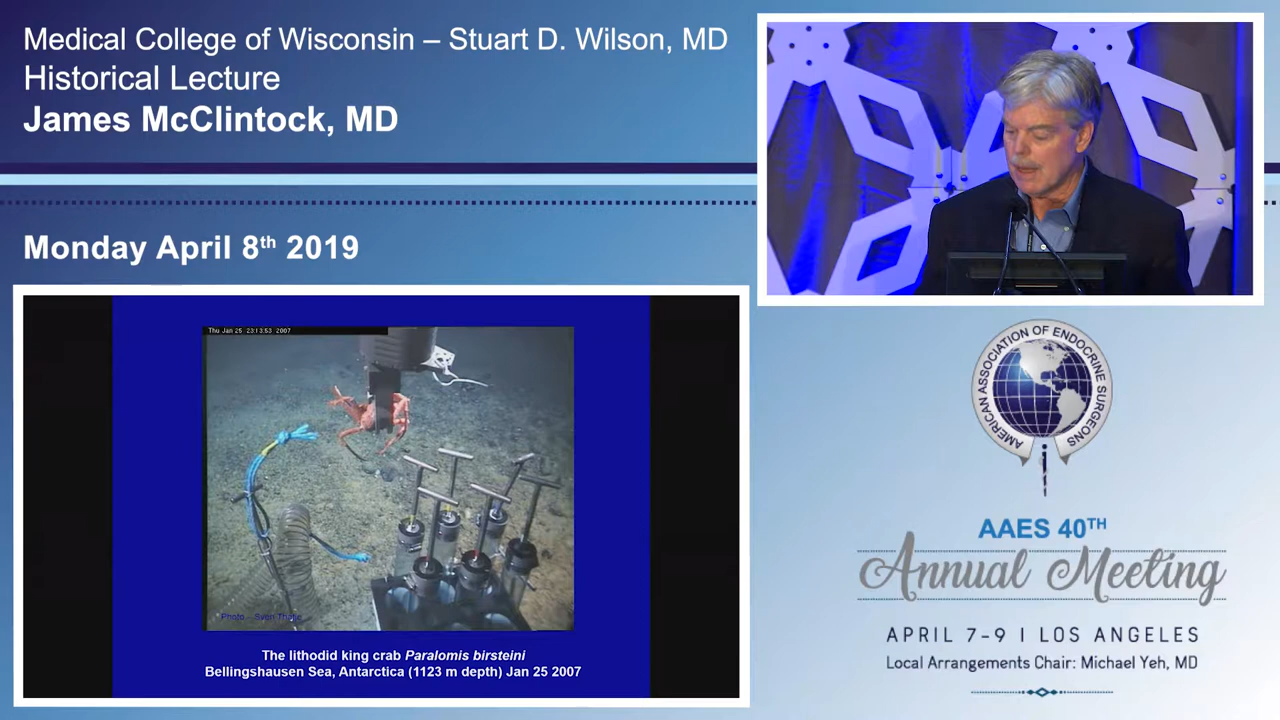 Medical College of Wisconsin – Stuart D. Wilson, MD
Historical Lecture
James McClintock, MD
Monday April 8th 2019
Thu Jan 25 23:13:53 2007
Photo – Sven Thatje
The lithodid king crab Paralomis birsteini
Bellingshausen Sea, Antarctica (1123 m depth) Jan 25 2007
AMERICAN ASSOCIATION OF ENDOCRINE SURGEONS
AAES 40TH
Annual Meeting
APRIL 7-9 I LOS ANGELES
Local Arrangements Chair: Michael Yeh, MD